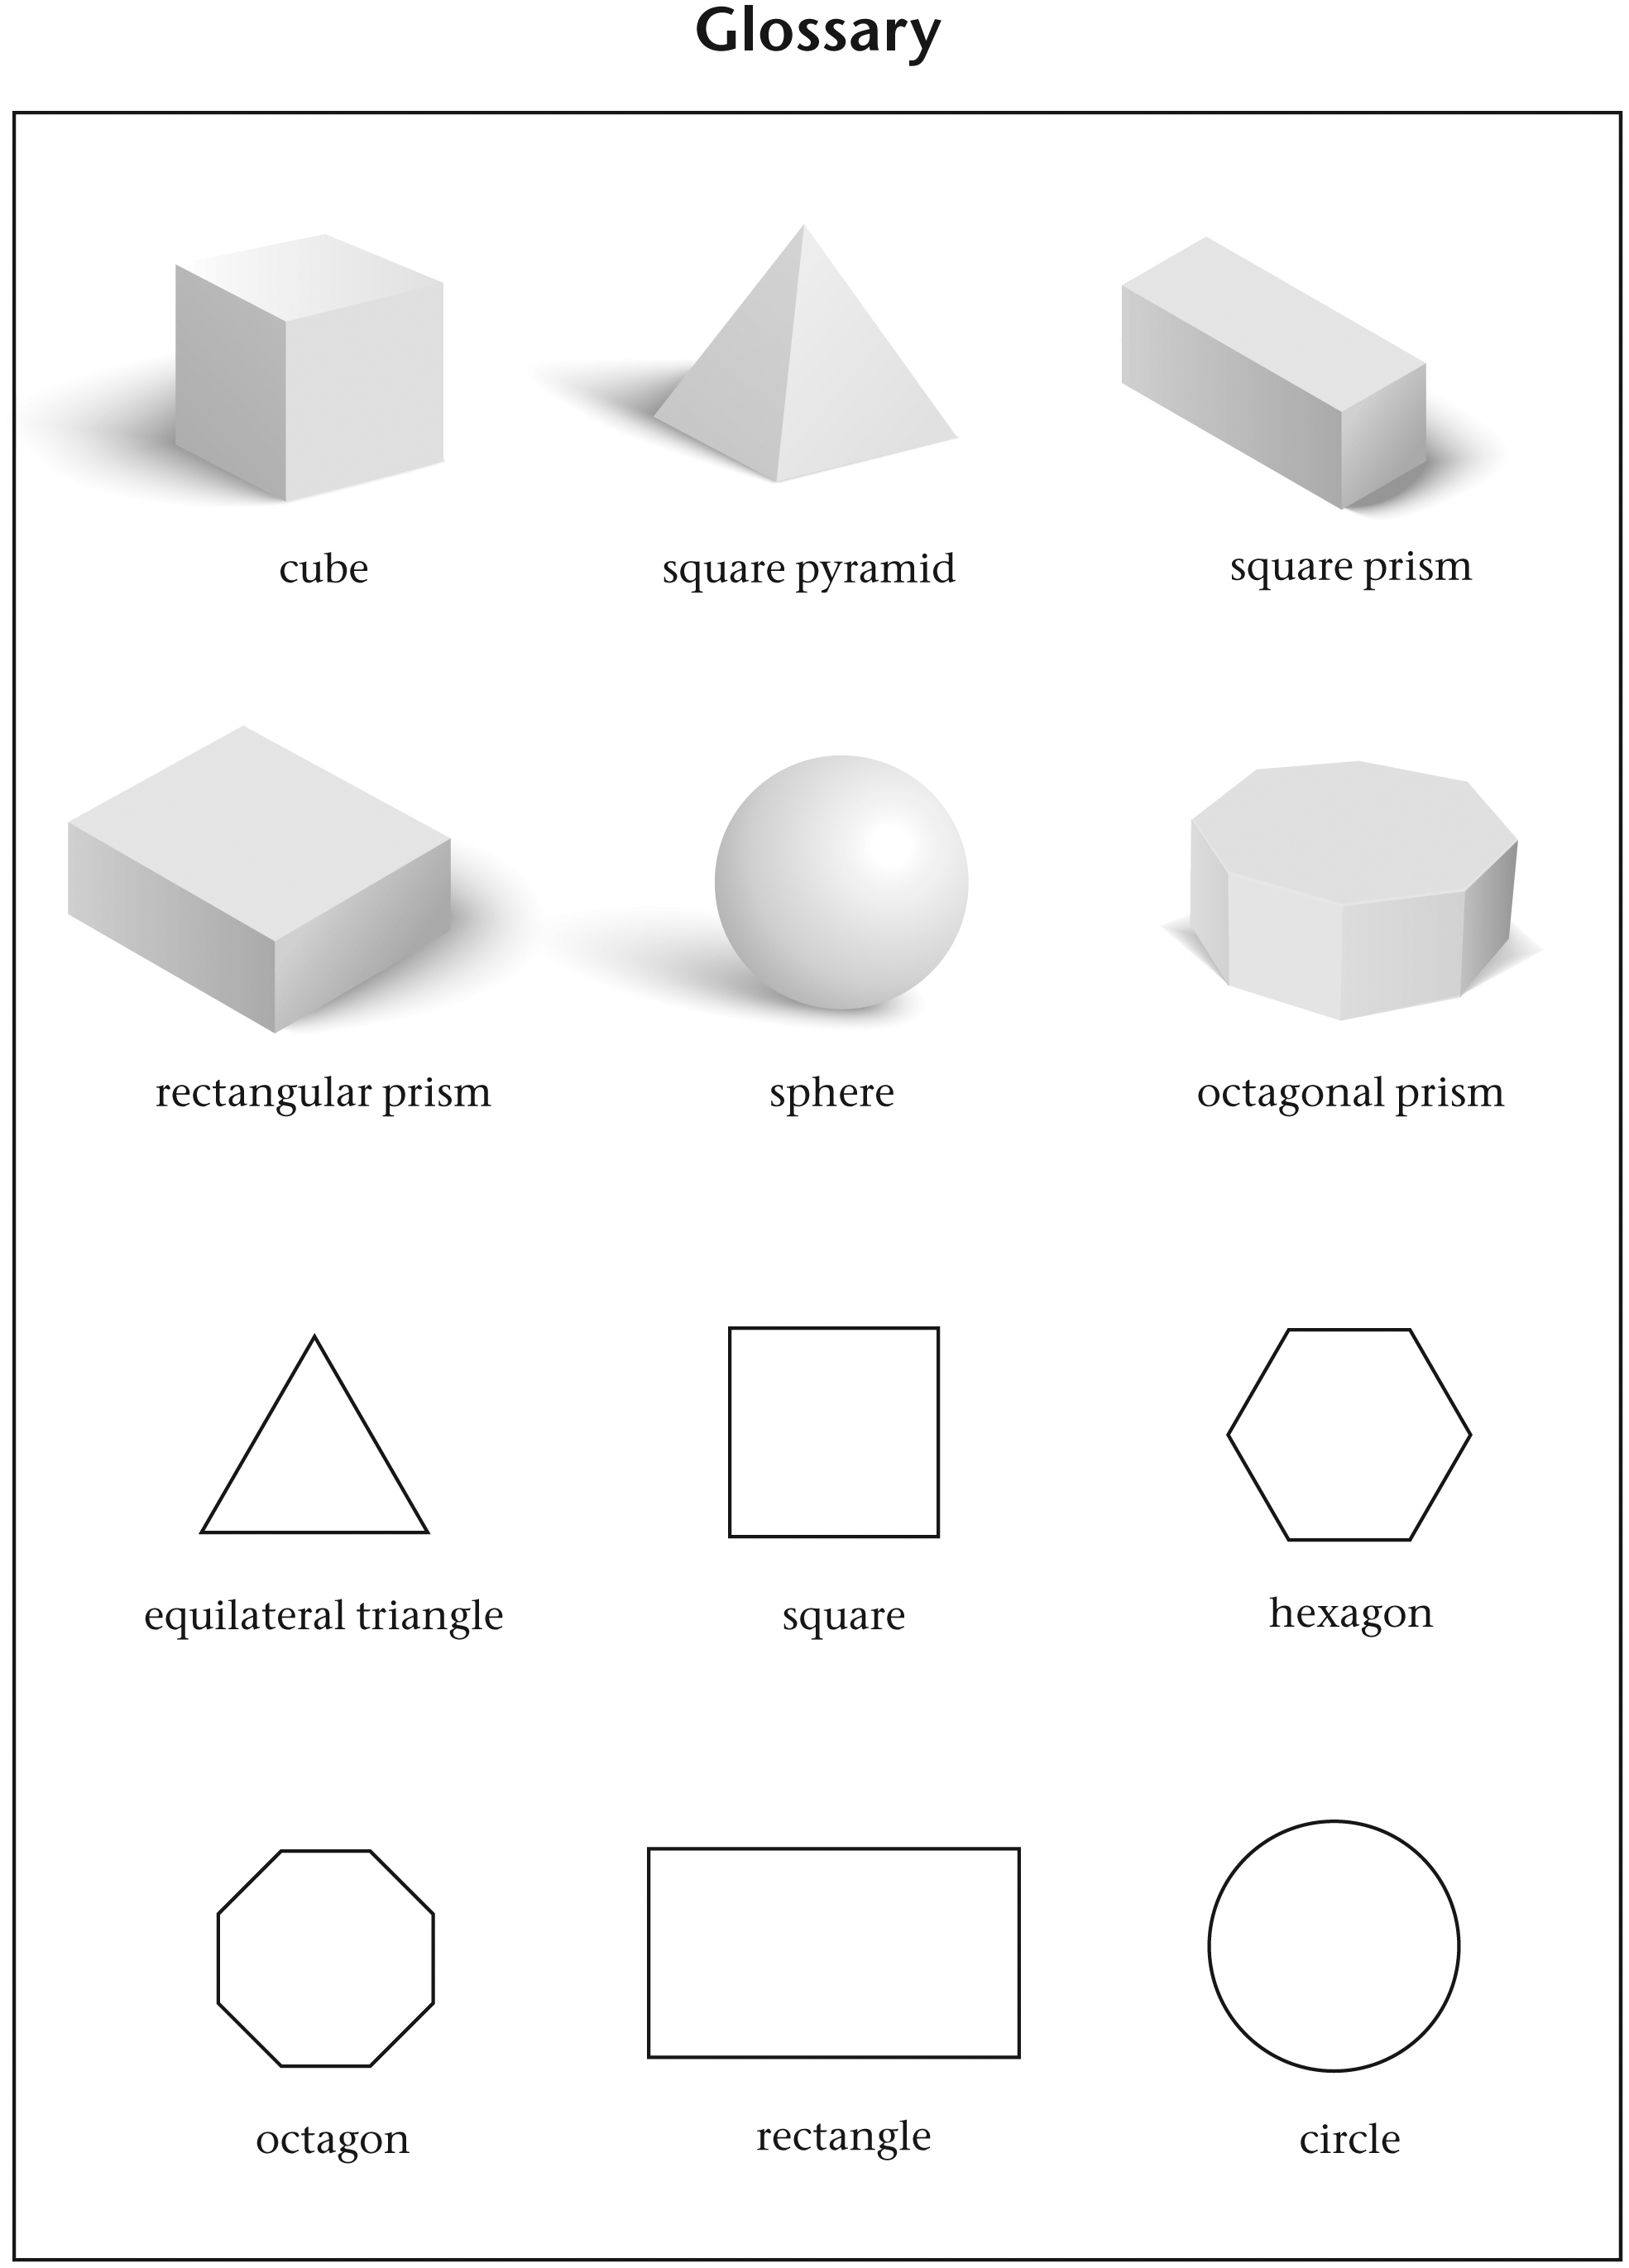 Glossary
cube
square pyramid
square prism
rectangular prism
sphere
octagonal prism
equilateral triangle
square
hexagon
octagon
rectangle
circle